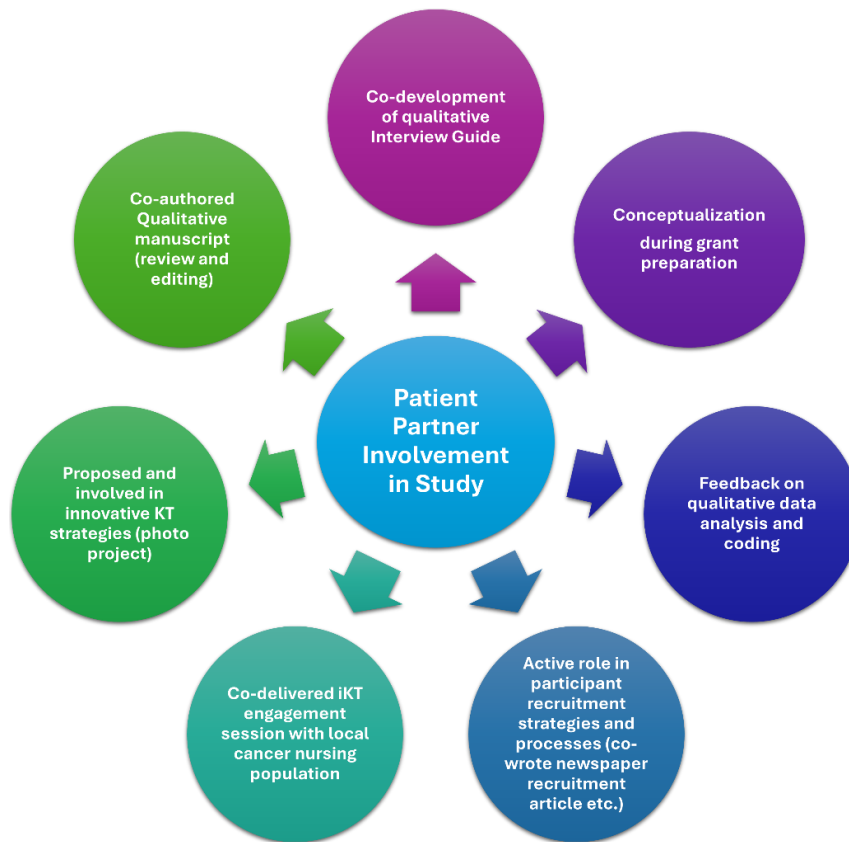 Co-development
of qualitative
Interview Guide
Conceptualization
during grant
preparation
Feedback on
qualitative data
analysis and
coding
Active role in
participant
recruitment
strategies and
processes (co-
wrote newspaper
recruitment
article etc.)
Co-delivered iKT
engagement
session with local
cancer nursing
population
Proposed and
involved in
innovative KT
strategies (photo
project)
Co-authored
Qualitative
manuscript
(review and
editing)
Patient
Partner
Involvement
in Study